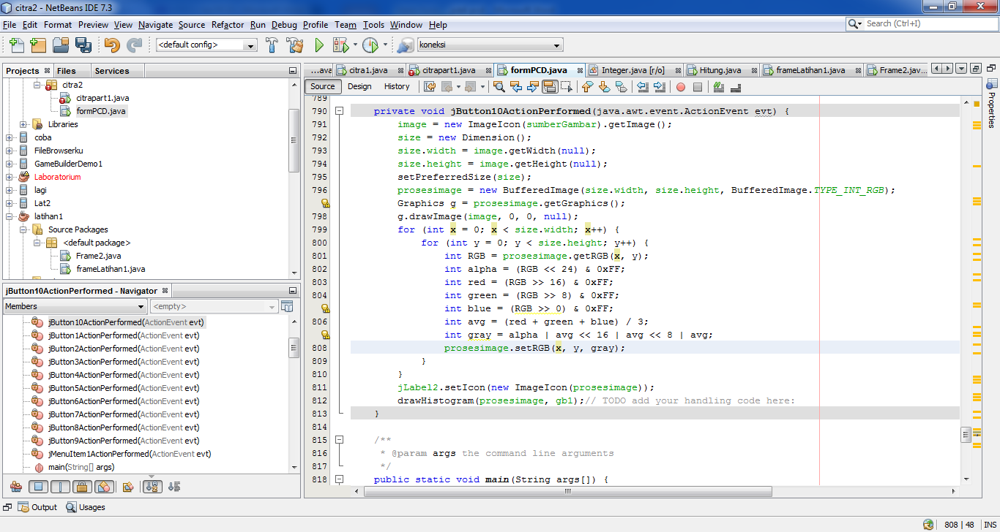 citra2 - NetBeans IDE 7.3
File Edit Format Preview View Navigate Source Refactor Run Debug Profile Team Tools Window Help
Search (Ctrl+I)
<default config>
koneksi
Projects Files Services
...ava citra1.java citrapart1.java formPCD.java Integer.java [r/o] Hitung.java frameLatihan1.java Frame2.jav...
Source Design History
citra2
citrapart1.java
formPCD.java
Libraries
coba
FileBrowserku
GameBuilderDemo1
Laboratorium
lagi
Lat2
latihan1
Source Packages
<default package>
Frame2.java
frameLatihan1.java
jButton10ActionPerformed - Navigator
Members <empty>
jButton10ActionPerformed(ActionEvent evt)
jButton1ActionPerformed(ActionEvent evt)
jButton2ActionPerformed(ActionEvent evt)
jButton3ActionPerformed(ActionEvent evt)
jButton4ActionPerformed(ActionEvent evt)
jButton5ActionPerformed(ActionEvent evt)
jButton6ActionPerformed(ActionEvent evt)
jButton7ActionPerformed(ActionEvent evt)
jButton8ActionPerformed(ActionEvent evt)
jButton9ActionPerformed(ActionEvent evt)
jMenuItem1ActionPerformed(ActionEvent evt)
main(String[] args)
789
790 private void jButton10ActionPerformed(java.awt.event.ActionEvent evt) {
791 image = new ImageIcon(sumberGambar).getImage();
792 size = new Dimension();
793 size.width = image.getWidth(null);
794 size.height = image.getHeight(null);
795 setPreferredSize(size);
796 prosesimage = new BufferedImage(size.width, size.height, BufferedImage.TYPE_INT_RGB);
Graphics g = prosesimage.getGraphics();
798 g.drawImage(image, 0, 0, null);
799 for (int x = 0; x < size.width; x++) {
800 for (int y = 0; y < size.height; y++) {
801 int RGB = prosesimage.getRGB(x, y);
802 int alpha = (RGB << 24) & 0xFF;
803 int red = (RGB >> 16) & 0xFF;
804 int green = (RGB >> 8) & 0xFF;
int blue = (RGB >> 0) & 0xFF;
806 int avg = (red + green + blue) / 3;
int gray = alpha | avg << 16 | avg << 8 | avg;
808 prosesimage.setRGB(x, y, gray);
809 }
810 }
811 jLabel2.setIcon(new ImageIcon(prosesimage));
812 drawHistogram(prosesimage, gb1);// TODO add your handling code here:
813 }
814
815 /**
816 * @param args the command line arguments
817 */
818 public static void main(String args[]) {
Properties
Output Usages
808 | 48 INS